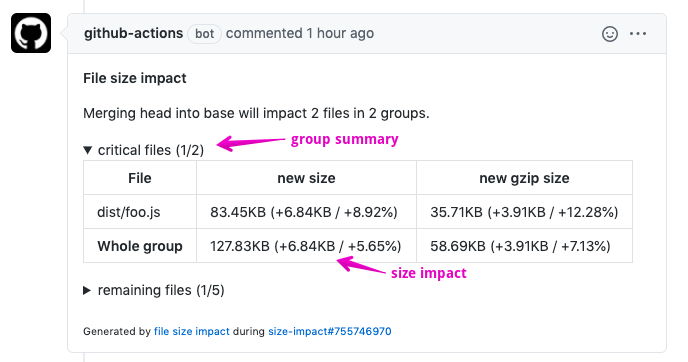 github-actions bot commented 1 hour ago
File size impact
Merging head into base will impact 2 files in 2 groups.
▼ critical files (1/2) group summary
File new size new gzip size
dist/foo.js 83.45KB (+6.84KB / +8.92%) 35.71KB (+3.91KB / +12.28%)
Whole group 127.83KB (+6.84KB / +5.65%) 58.69KB (+3.91KB / +7.13%)
size impact
▶ remaining files (1/5)
Generated by file size impact during size-impact#755746970